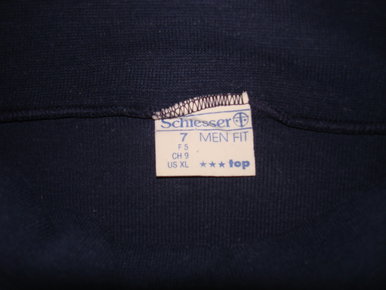 Schiesser
7 MEN FIT
F 5
CH 9
US XL ★★★ top